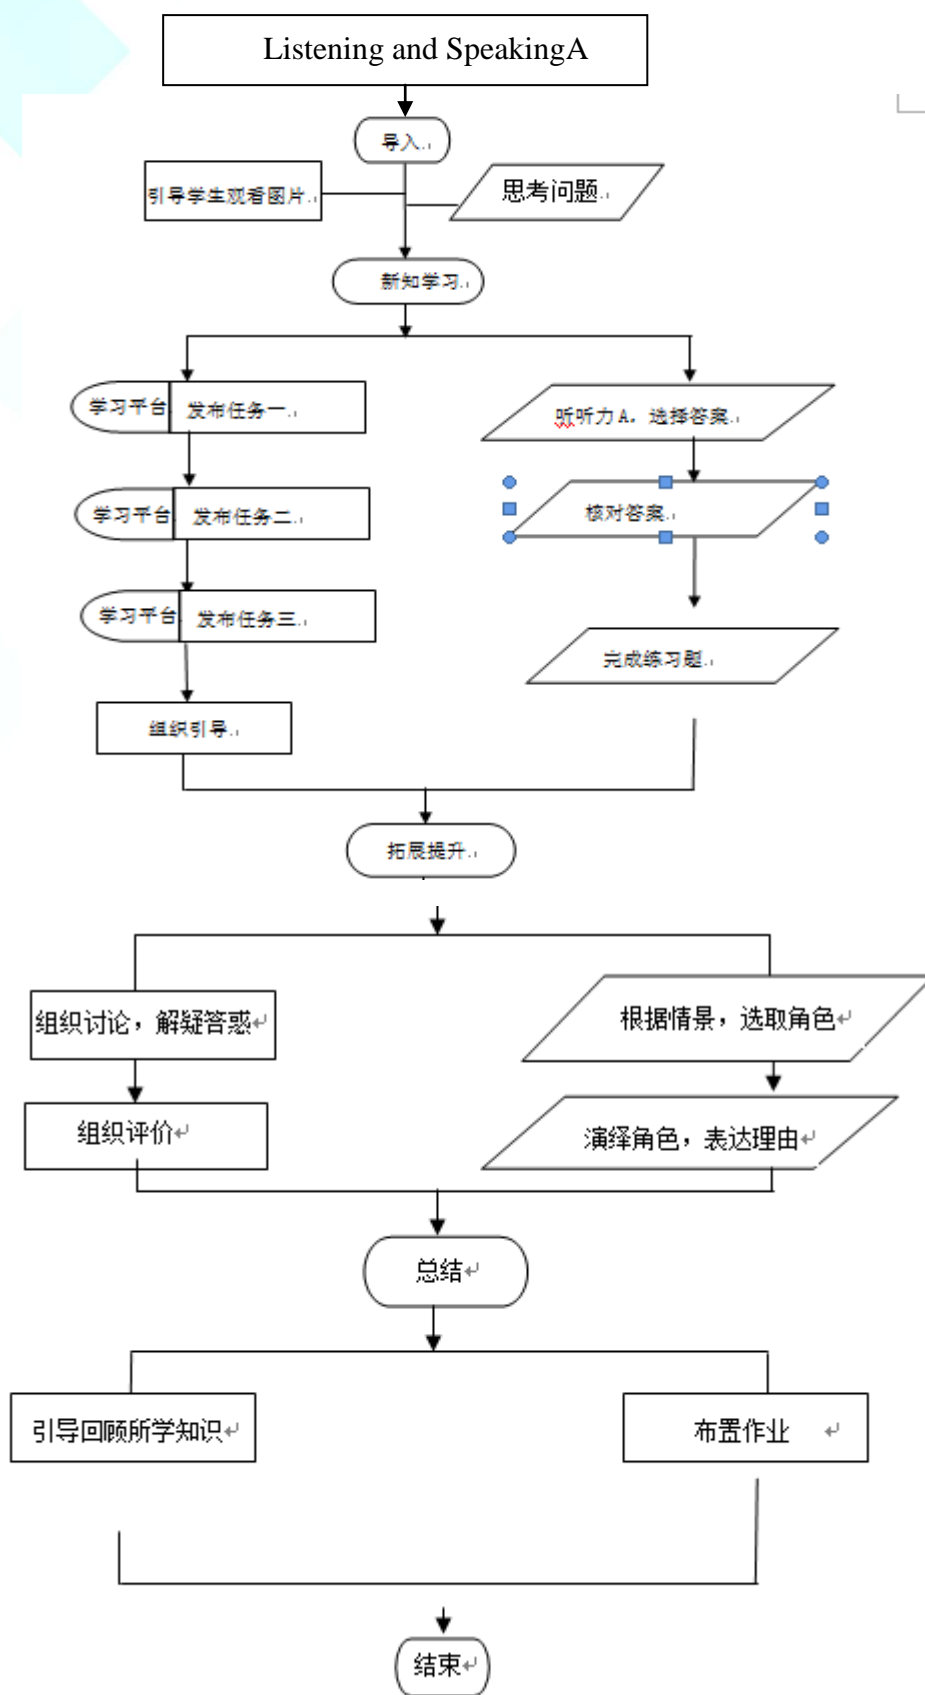 Listening and SpeakingA
导入
引导学生观看图片
思考问题
新知学习
学习平台 发布任务一
听听力A，选择答案
学习平台 发布任务二
核对答案
学习平台 发布任务三
完成练习题
组织引导
拓展提升
组织讨论，解疑答惑
根据情景，选取角色
组织评价
演绎角色，表达理由
总结
引导回顾所学知识
布置作业
结束